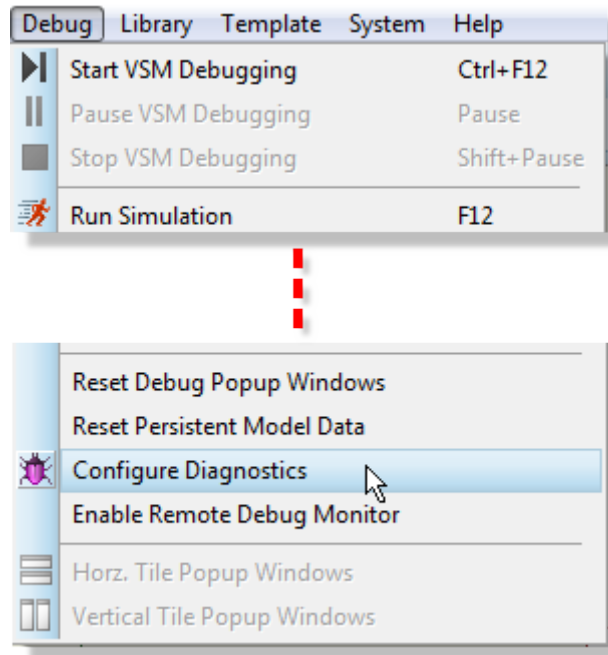 Debug Library Template System Help
Start VSM Debugging Ctrl+F12
Pause VSM Debugging Pause
Stop VSM Debugging Shift+Pause
Run Simulation F12
Reset Debug Popup Windows
Reset Persistent Model Data
Configure Diagnostics
Enable Remote Debug Monitor
Horz. Tile Popup Windows
Vertical Tile Popup Windows